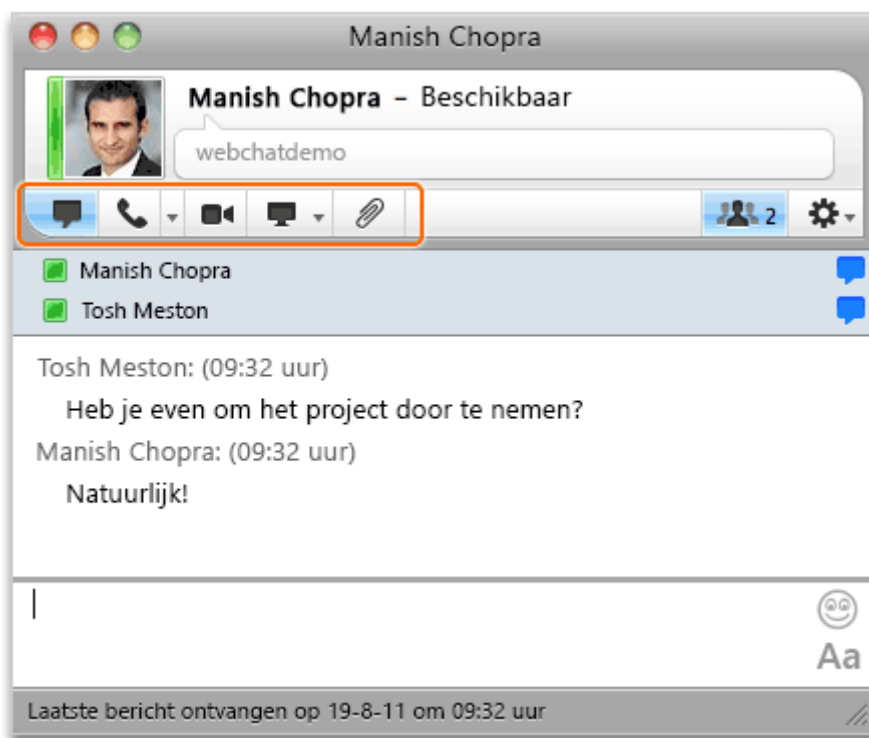 Manish Chopra
Manish Chopra – Beschikbaar
webchatdemo
2
Manish Chopra
Tosh Meston
Tosh Meston: (09:32 uur)
Heb je even om het project door te nemen?
Manish Chopra: (09:32 uur)
Natuurlijk!
Aa
Laatste bericht ontvangen op 19-8-11 om 09:32 uur